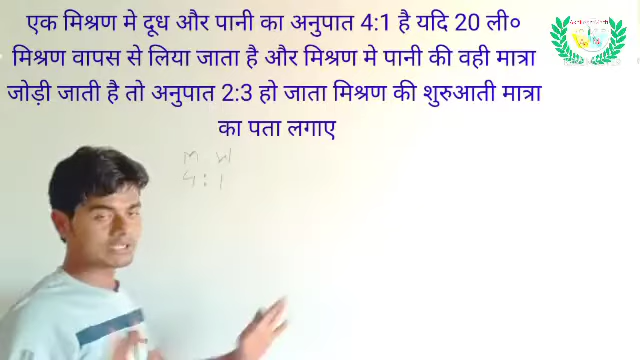 एक मिश्रण मे दूध और पानी का अनुपात 4:1 है यदि 20 ली०
मिश्रण वापस से लिया जाता है और मिश्रण मे पानी की वही मात्रा
जोड़ी जाती है तो अनुपात 2:3 हो जाता मिश्रण की शुरुआती मात्रा
का पता लगाए
M W
4 : 1